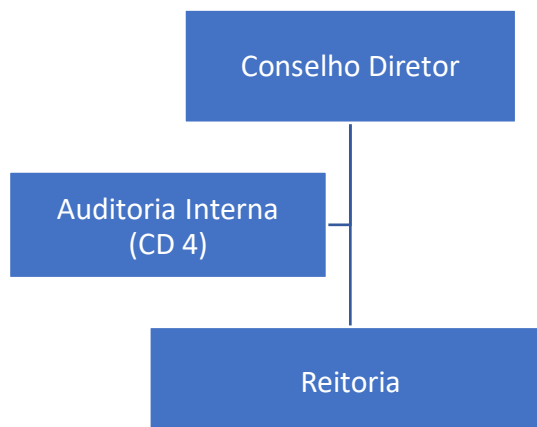 Conselho Diretor
Auditoria Interna
(CD 4)
Reitoria